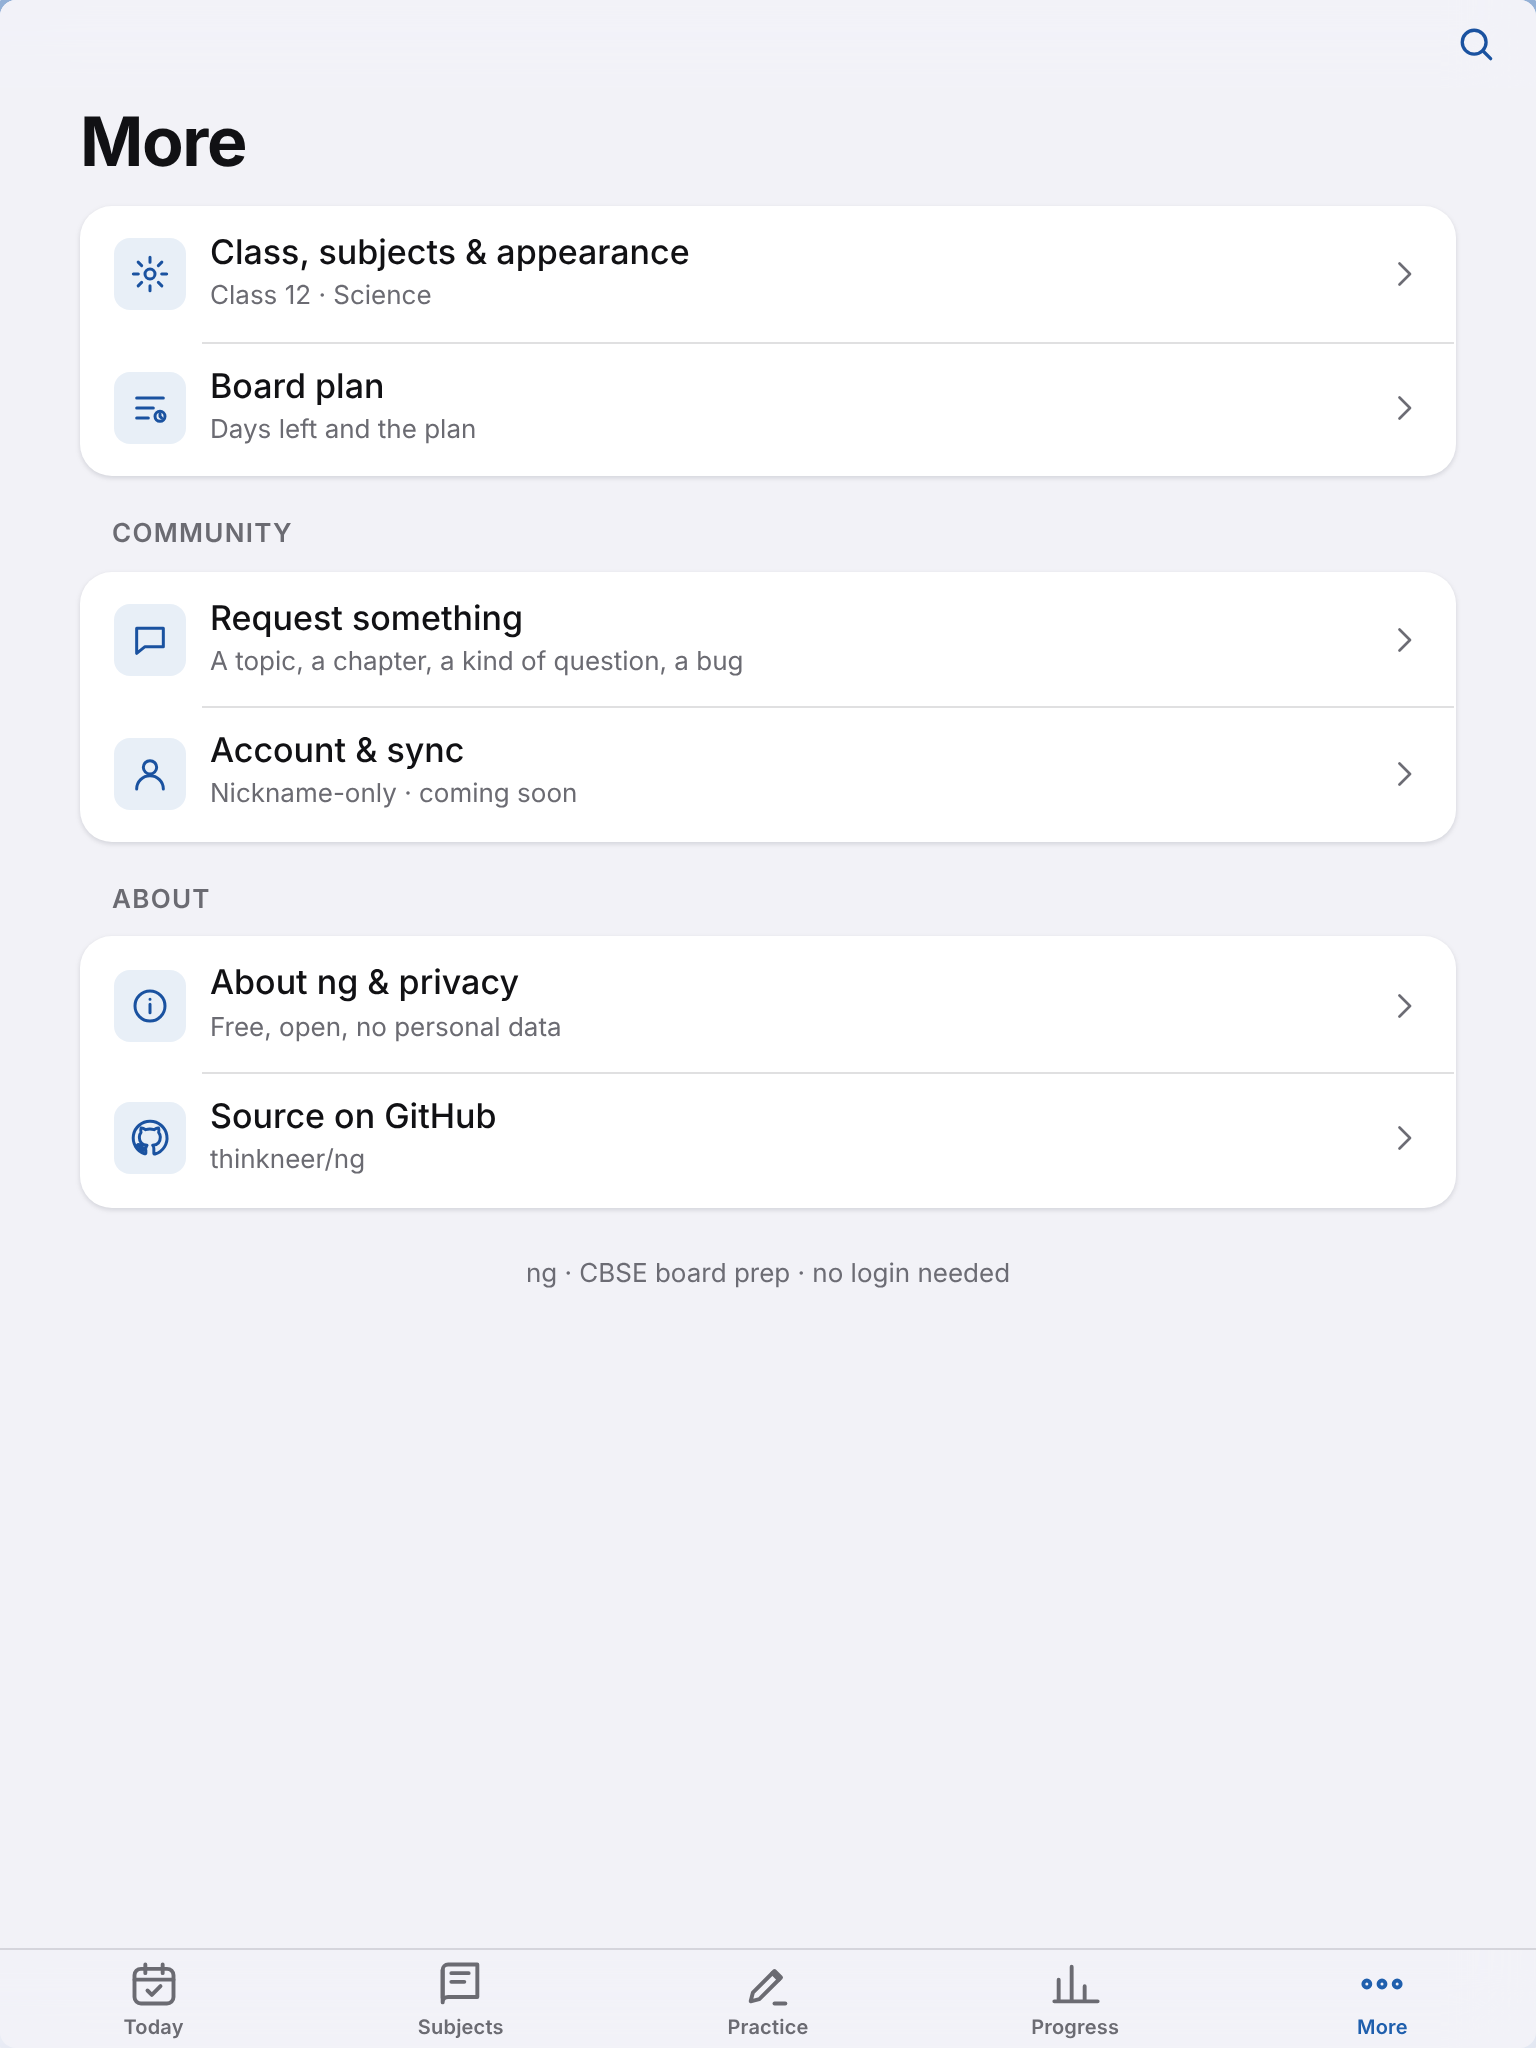 More
Class, subjects & appearance
Class 12 · Science
Board plan
Days left and the plan
COMMUNITY
Request something
A topic, a chapter, a kind of question, a bug
Account & sync
Nickname-only · coming soon
ABOUT
About ng & privacy
Free, open, no personal data
Source on GitHub
thinkneer/ng
ng · CBSE board prep · no login needed
Today
Subjects
Practice
Progress
More